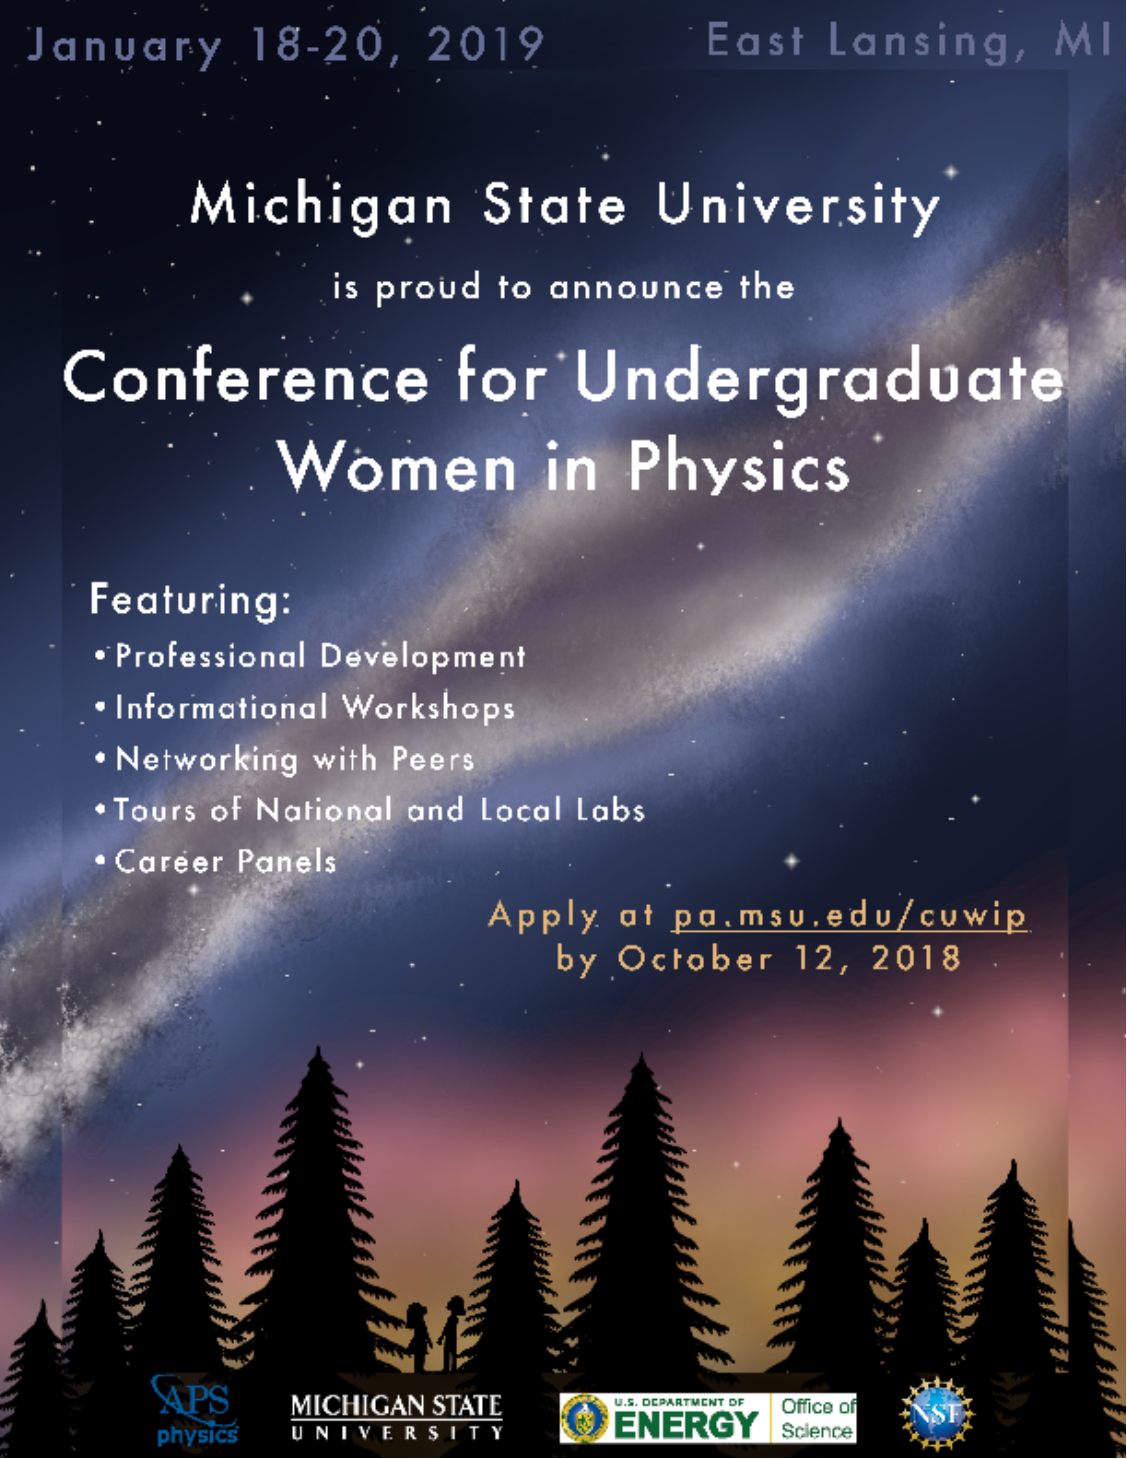 January 18-20, 2019
East Lansing, MI
Michigan State University
is proud to announce the
Conference for Undergraduate
Women in Physics
Featuring:
• Professional Development
• Informational Workshops
• Networking with Peers
• Tours of National and Local Labs
• Career Panels
Apply at pa.msu.edu/cuwip
by October 12, 2018
APS
physics
MICHIGAN STATE
UNIVERSITY
U.S. DEPARTMENT OF
ENERGY
Office of
Science
NSF